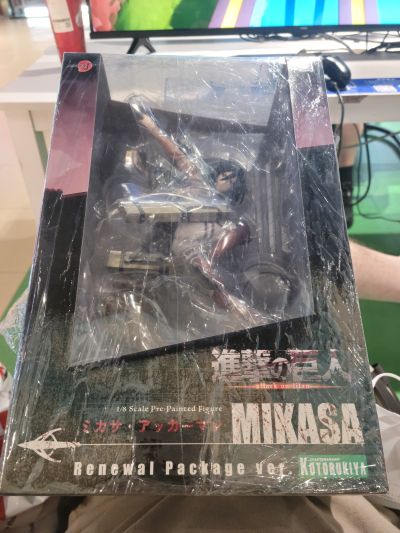 進撃の巨人
attack on titan
1/8 Scale Pre-Painted Figure
ミカサ・アッカーマン
MIKASA
Renewal Package ver.
KOTOBUKIYA